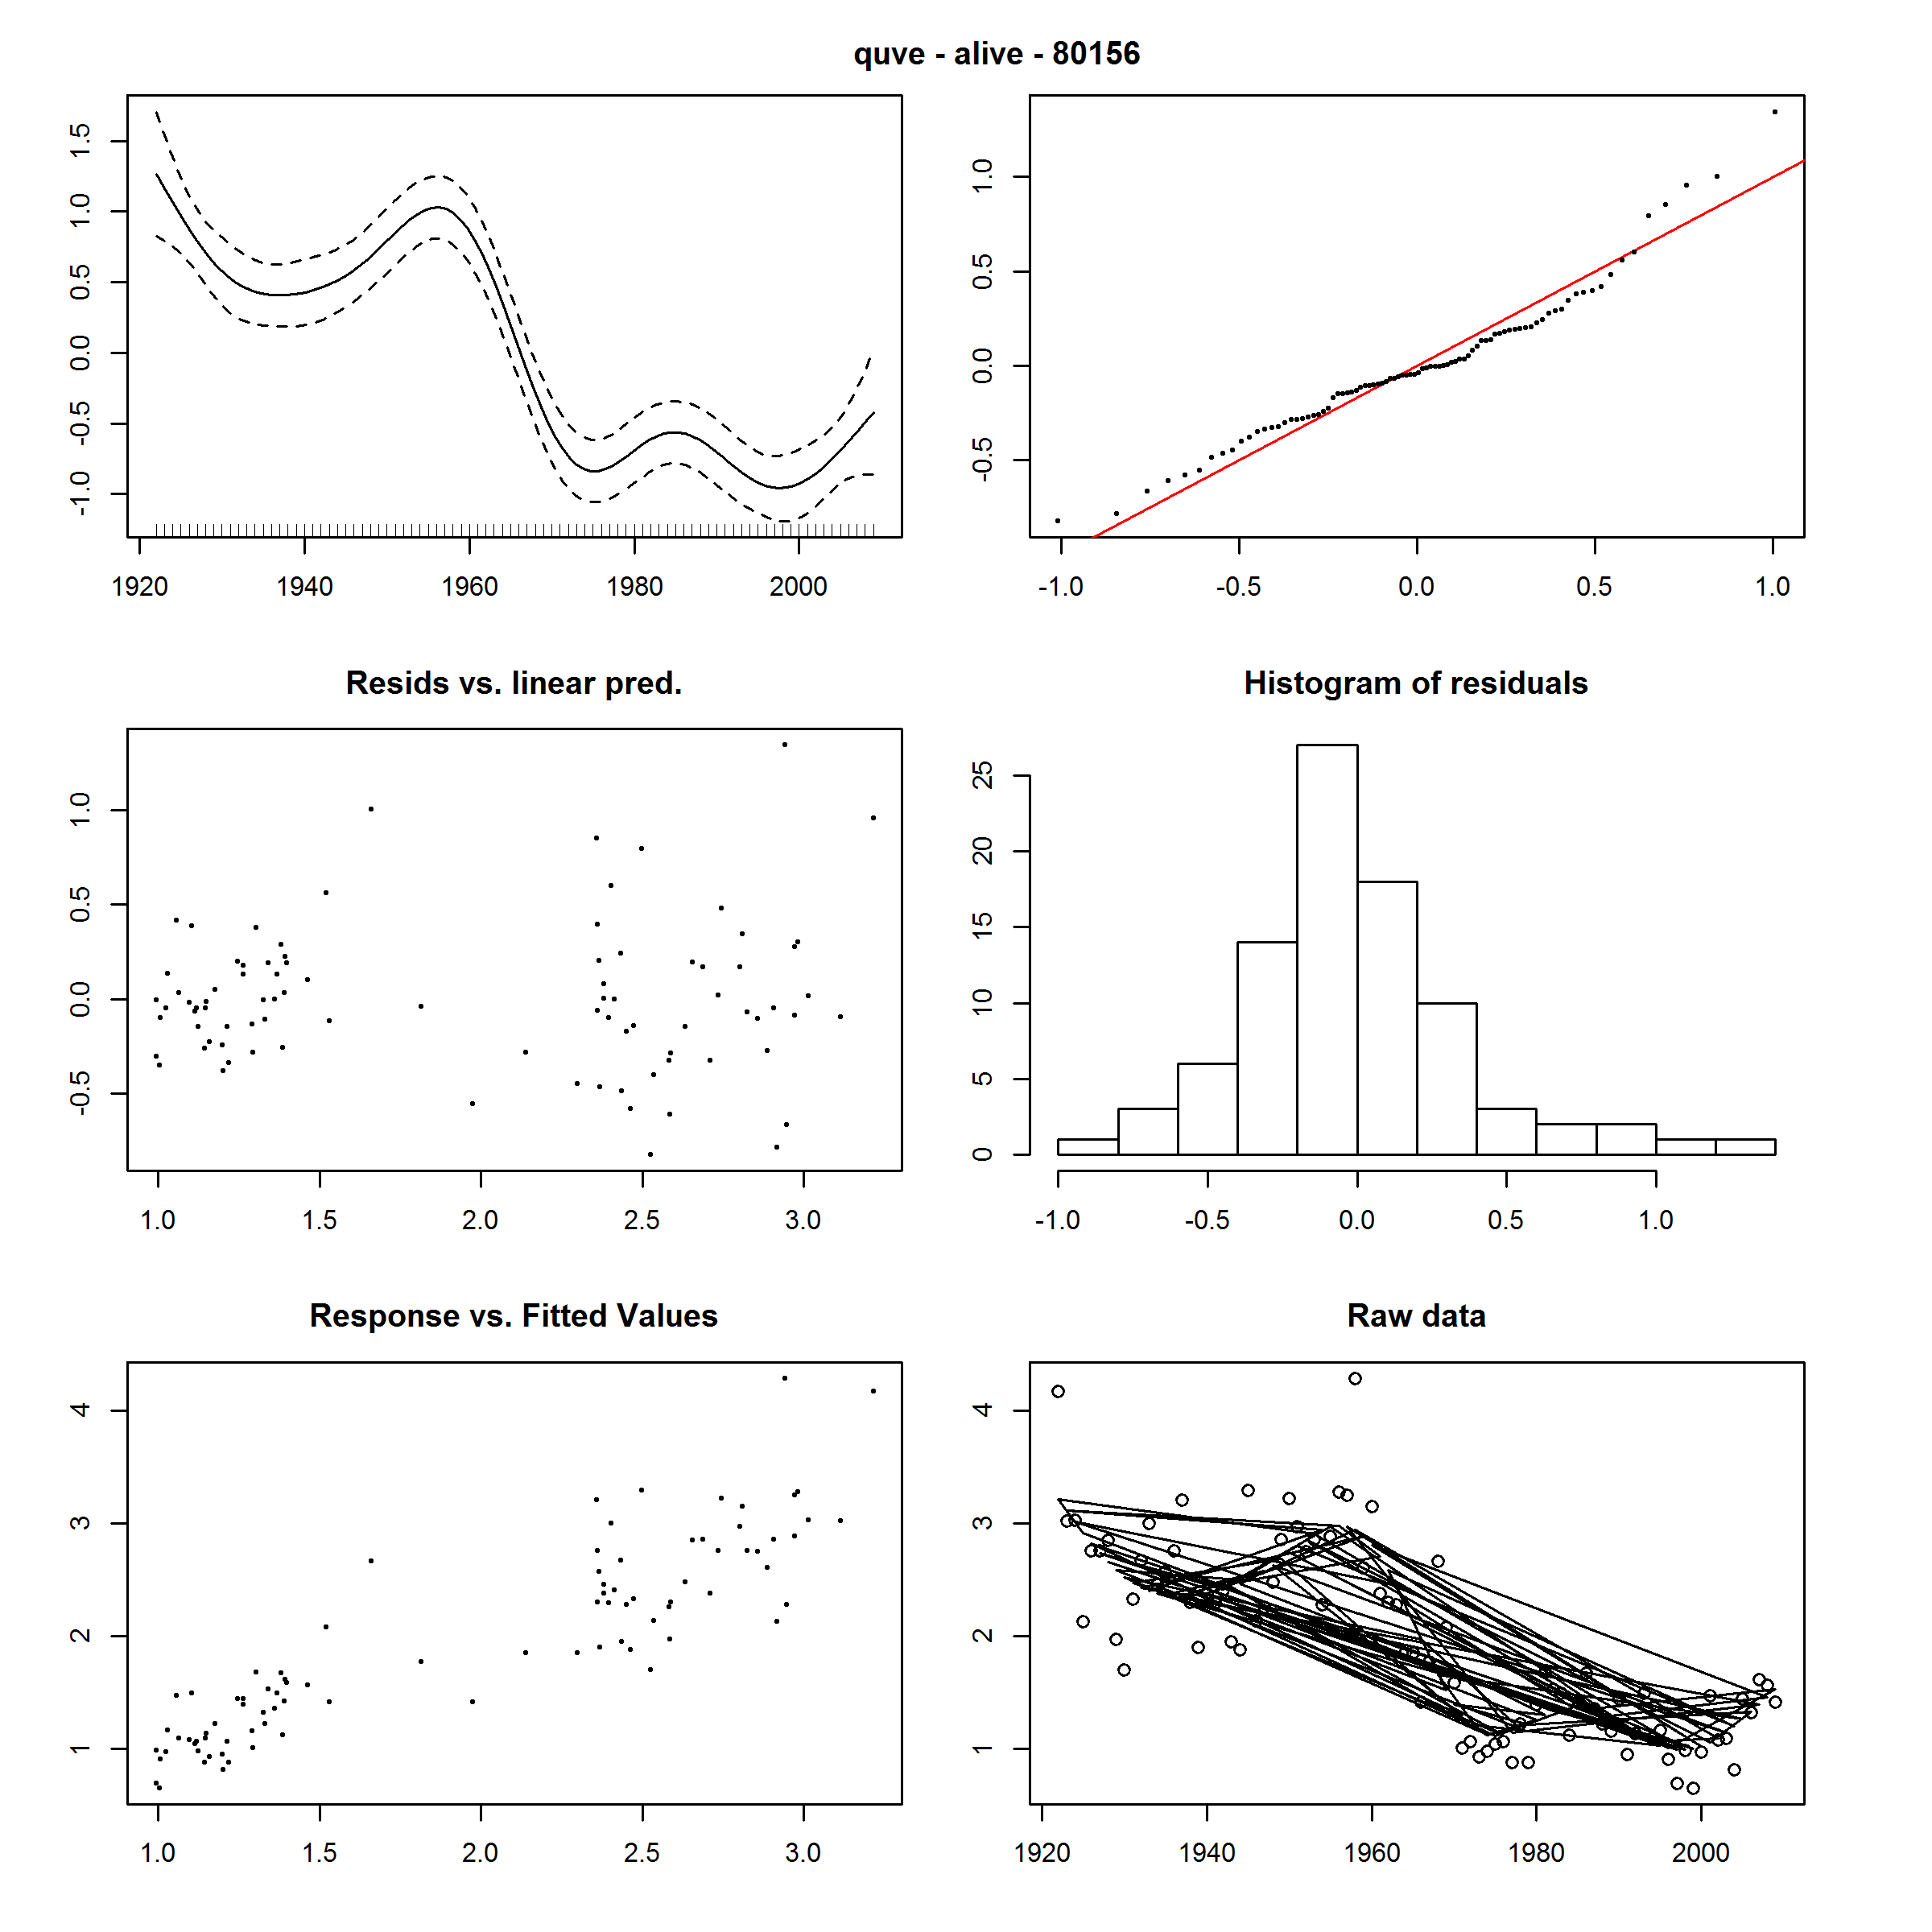 quve - alive - 80156
1.5
1.0
0.5
0.0
-0.5
-1.0
1920 1940 1960 1980 2000
1.0
0.5
0.0
-0.5
-1.0 -0.5 0.0 0.5 1.0
Resids vs. linear pred.
1.0
0.5
0.0
-0.5
1.0 1.5 2.0 2.5 3.0
Histogram of residuals
25
20
15
10
5
0
-1.0 -0.5 0.0 0.5 1.0
Response vs. Fitted Values
4
3
2
1
1.0 1.5 2.0 2.5 3.0
Raw data
4
3
2
1
1920 1940 1960 1980 2000